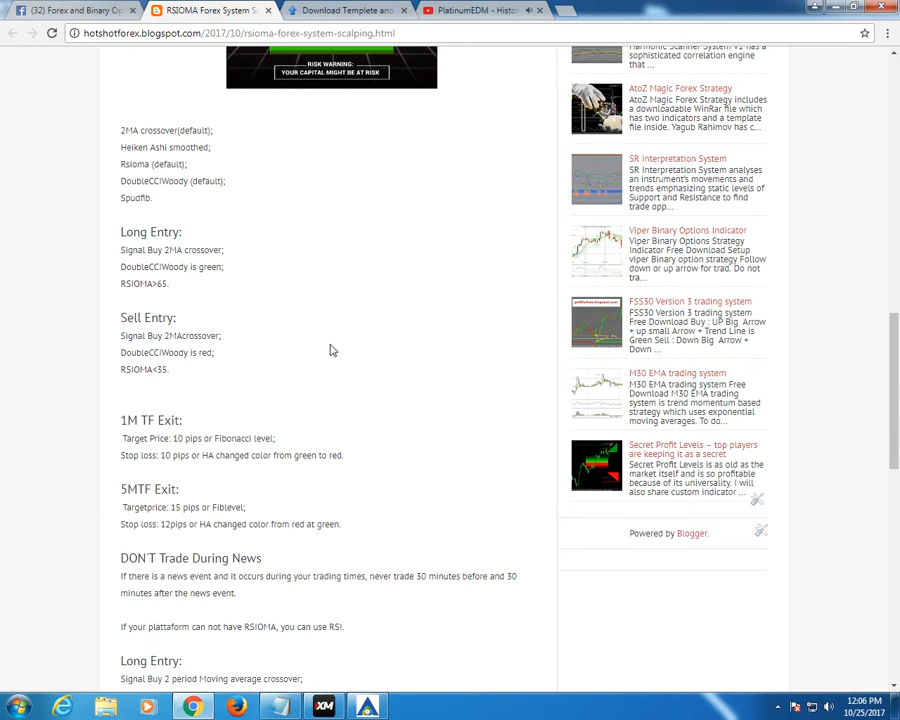 (32) Forex and Binary Op
RSIOMA Forex System S
Download Templete and
PlatinumEDM - Histo
hotshotforex.blogspot.com/2017/10/rsioma-forex-system-scalping.html
RISK WARNING:
YOUR CAPITAL MIGHT BE AT RISK
2MA crossover(default);
Heiken Ashi smoothed;
Rsioma (default);
DoubleCCIWoody (default);
Spudfib.
Long Entry:
Signal Buy 2MA crossover;
DoubleCCIWoody is green;
RSIOMA>65.
Sell Entry:
Signal Buy 2MAcrossover;
DoubleCCIWoody is red;
RSIOMA<35.
1M TF Exit:
Target Price: 10 pips or Fibonacci level;
Stop loss: 10 pips or HA changed color from green to red.
5MTF Exit:
Targetprice: 15 pips or Fiblevel;
Stop loss: 12pips or HA changed color from red at green.
DON'T Trade During News
If there is a news event and it occurs during your trading times, never trade 30 minutes before and 30
minutes after the news event.
If your plattaform can not have RSIOMA, you can use RSI.
Long Entry:
Signal Buy 2 period Moving average crossover;
Harmonic Scanner System V1 has a
sophisticated correlation engine
that ...
AtoZ Magic Forex Strategy
AtoZ Magic Forex Strategy includes
a downloadable WinRar file which
has two indicators and a template
file inside. Yagub Rahimov has c...
SR Interpretation System
SR Interpretation System analyses
an instrument's movements and
trends emphasizing static levels of
Support and Resistance to find
trade opp...
Viper Binary Options Indicator
Viper Binary Options Strategy
Indicator Free Download Setup
viper Binary option strategy Follow
down or up arrow for trad. Do not
tra...
FSS30 Version 3 trading system
FSS30 Version 3 trading system
Free Download Buy : UP Big Arrow
+ up small Arrow + Trend Line is
Green Sell : Down Big Arrow +
Down ...
M30 EMA trading system
M30 EMA trading system Free
Download M30 EMA trading
system is trend momentum based
strategy which uses exponential
moving averages. To do...
Secret Profit Levels – top players
are keeping it as a secret
Secret Profit Levels is as old as the
market itself and is so profitable
because of its universality. I will
also share custom indicator ...
Powered by Blogger.
XM
12:06 PM
10/25/2017